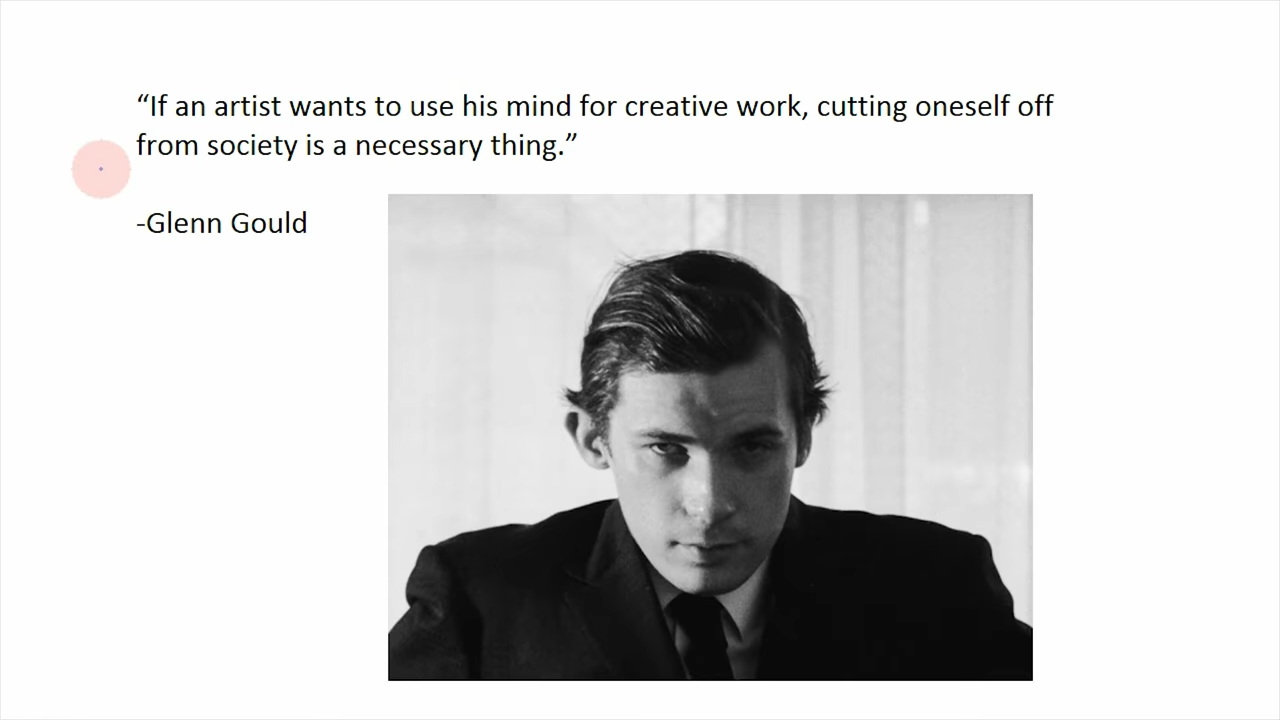 “If an artist wants to use his mind for creative work, cutting oneself off
from society is a necessary thing.”
-Glenn Gould